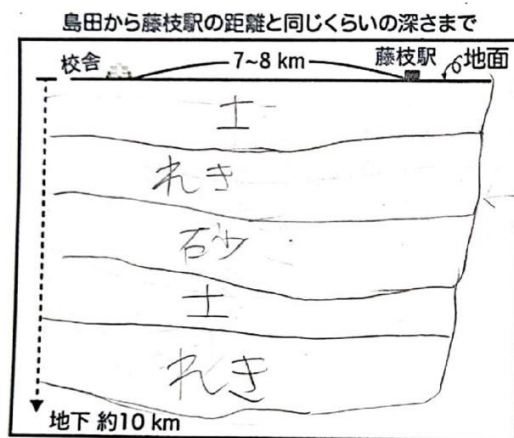 島田から藤枝駅の距離と同じくらいの深さまで
校舎 7~8 km 藤枝駅 地面
土
れき
砂
土
れき
地下 約10 km